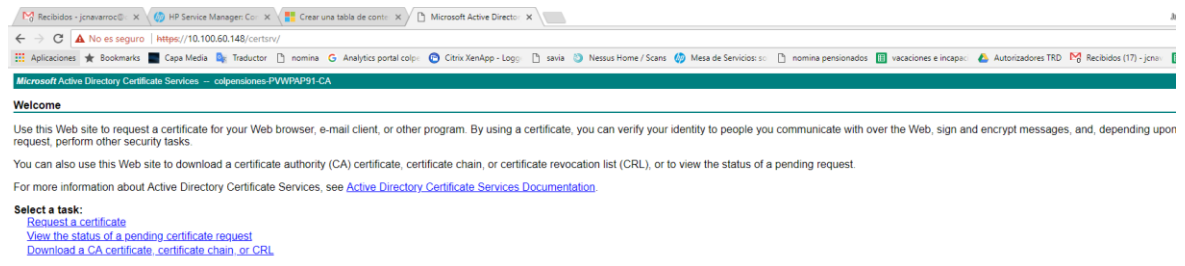 Recibidos - jcnavarroc@ HP Service Manager Con Crear una tabla de conte Microsoft Active Director
No es seguro | https://10.100.60.148/certsrv/
Aplicaciones Bookmarks Capa Media Traductor nomina Analytics portal colp Citrix XenApp - Logg savia Nessus Home / Scans Mesa de Servicios: sc nomina pensionados vacaciones e incapac Autorizadores TRD Recibidos (17) - jcnav
Microsoft Active Directory Certificate Services -- colpensiones-PVWPAP91-CA
Welcome
Use this Web site to request a certificate for your Web browser, e-mail client, or other program. By using a certificate, you can verify your identity to people you communicate with over the Web, sign and encrypt messages, and, depending upon
request, perform other security tasks.
You can also use this Web site to download a certificate authority (CA) certificate, certificate chain, or certificate revocation list (CRL), or to view the status of a pending request.
For more information about Active Directory Certificate Services, see Active Directory Certificate Services Documentation.
Select a task:
Request a certificate
View the status of a pending certificate request
Download a CA certificate, certificate chain, or CRL